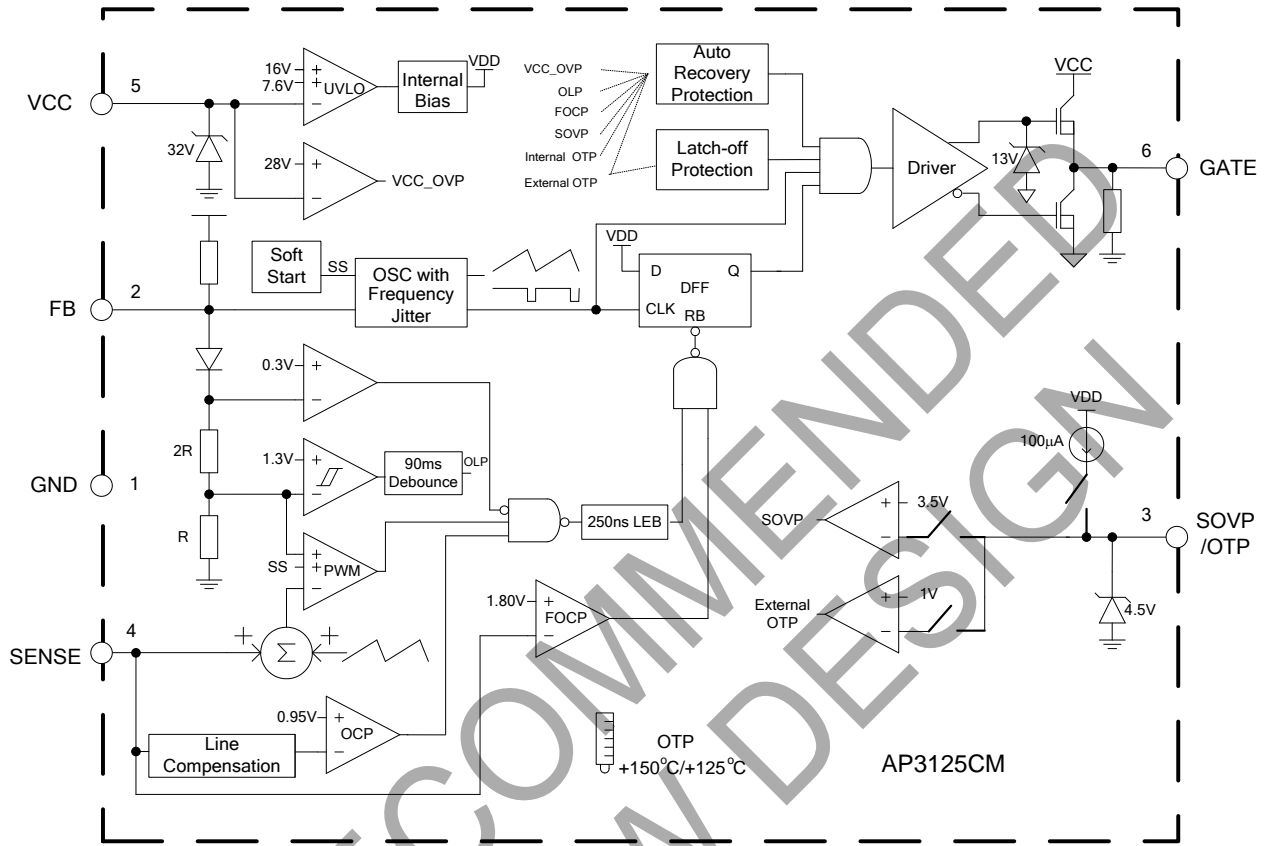 VCC
5
16V
7.6V
+
+
−
UVLO
Internal
Bias
VDD
32V
28V
+
−
VCC_OVP
VCC_OVP
OLP
FOCP
SOVP
Internal OTP
External OTP
Auto
Recovery
Protection
Latch-off
Protection
Driver
VCC
13V
6
GATE
Soft
Start
SS
OSC with
Frequency
Jitter
VDD
D
Q
DFF
CLK
RB
2
FB
0.3V
+
−
2R
1.3V
+
−
90ms
Debounce
OLP
GND
1
R
SS
+
+
−
PWM
250ns LEB
VDD
100µA
3.5V
+
−
SOVP
3
SOVP
/OTP
1V
+
−
External
OTP
4.5V
1.80V
+
−
FOCP
4
SENSE
+
+
Σ
0.95V
+
−
OCP
Line
Compensation
OTP
+150°C/+125°C
AP3125CM
ECOMMENDED
W DESIGN